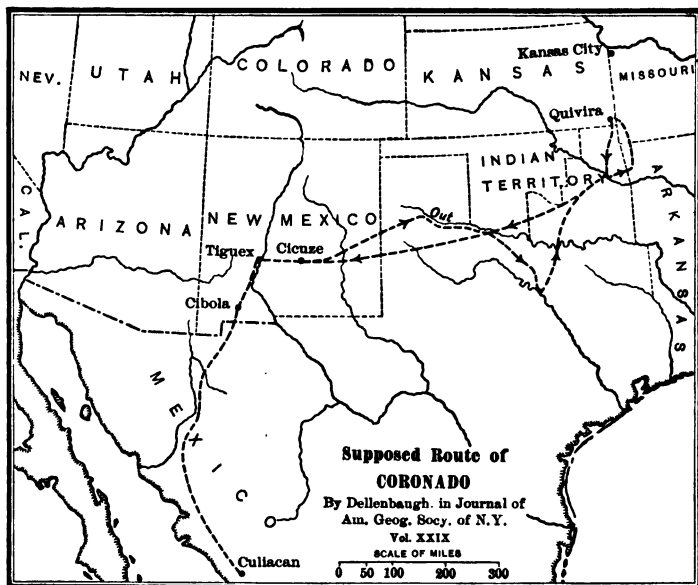 NEV.
UTAH
COLORADO
KANSAS
Kansas City
MISSOURI
Quivira
CAL.
ARIZONA
NEW MEXICO
INDIAN
TERRITORY
ARKANSAS
Out
Tiguex
Cicuze
Cibola
MEXICO
Culiacan
Supposed Route of
CORONADO
By Dellenbaugh. in Journal of
Am. Geog. Socy. of N.Y.
Vol. XXIX
SCALE OF MILES
0 50 100 200 300